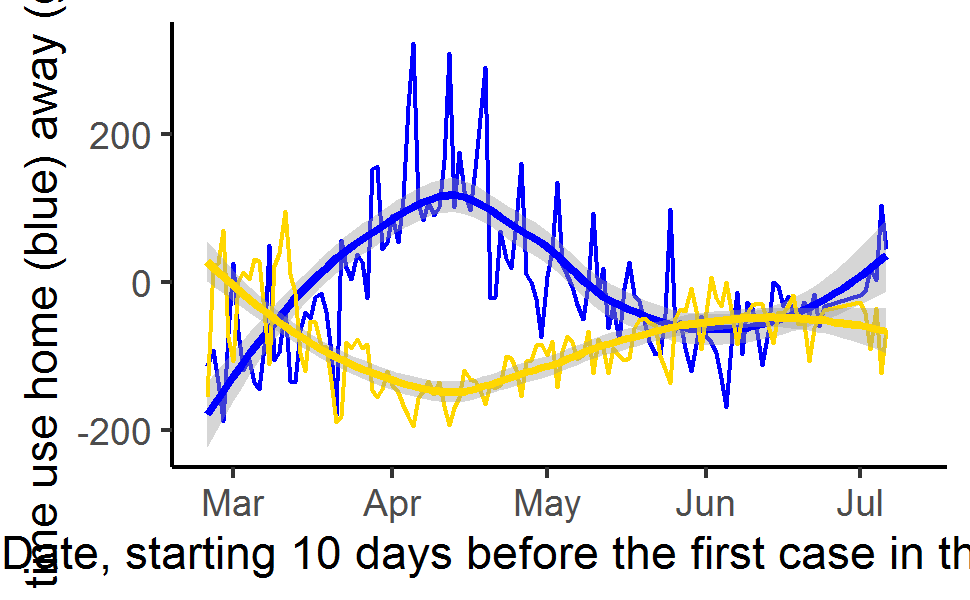 time use home (blue) away (
200
0
-200
Mar Apr May Jun Jul
Date, starting 10 days before the first case in th